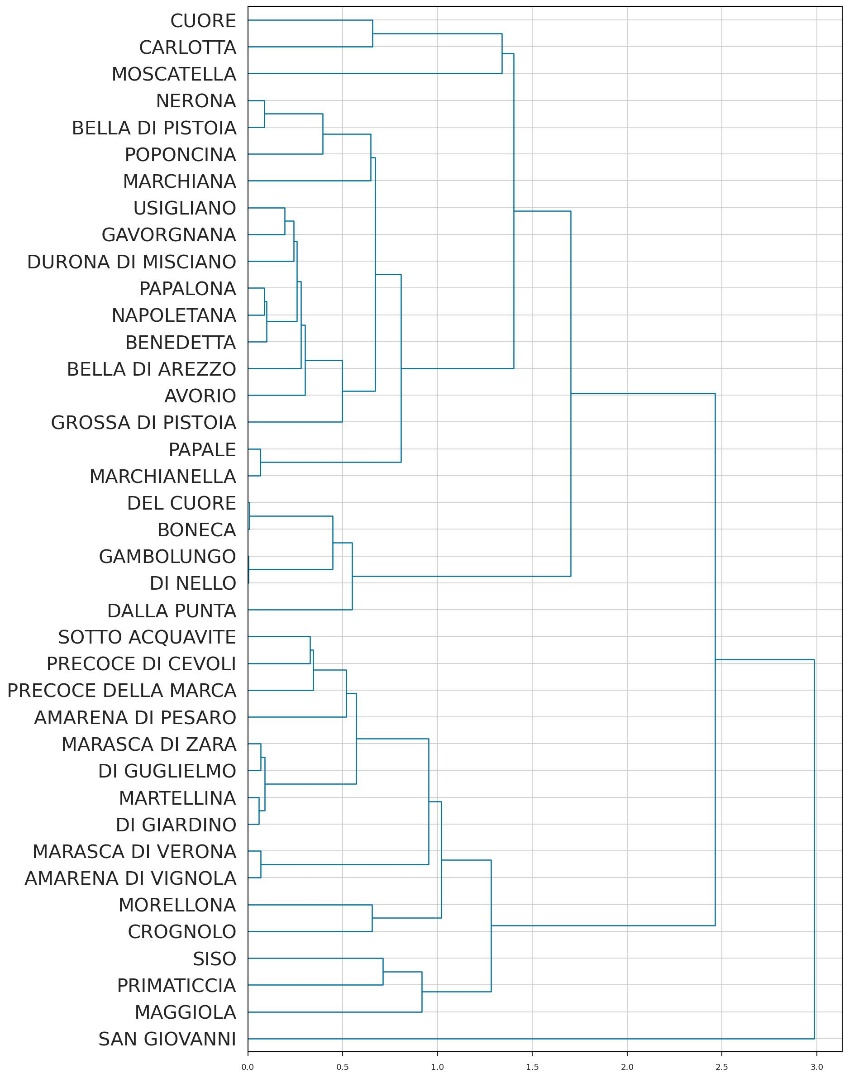 CUORE
CARLOTTA
MOSCATELLA
NERONA
BELLA DI PISTOIA
POPONCINA
MARCHIANA
USIGLIANO
GAVORGNANA
DURONA DI MISCIANO
PAPALONA
NAPOLETANA
BENEDETTA
BELLA DI AREZZO
AVORIO
GROSSA DI PISTOIA
PAPALE
MARCHIANELLA
DEL CUORE
BONECA
GAMBOLUNGO
DI NELLO
DALLA PUNTA
SOTTO ACQUAVITE
PRECOCE DI CEVOLI
PRECOCE DELLA MARCA
AMARENA DI PESARO
MARASCA DI ZARA
DI GUGLIELMO
MARTELLINA
DI GIARDINO
MARASCA DI VERONA
AMARENA DI VIGNOLA
MORELLONA
CROGNOLO
SISO
PRIMATICCIA
MAGGIOLA
SAN GIOVANNI
0.0 0.5 1.0 1.5 2.0 2.5 3.0